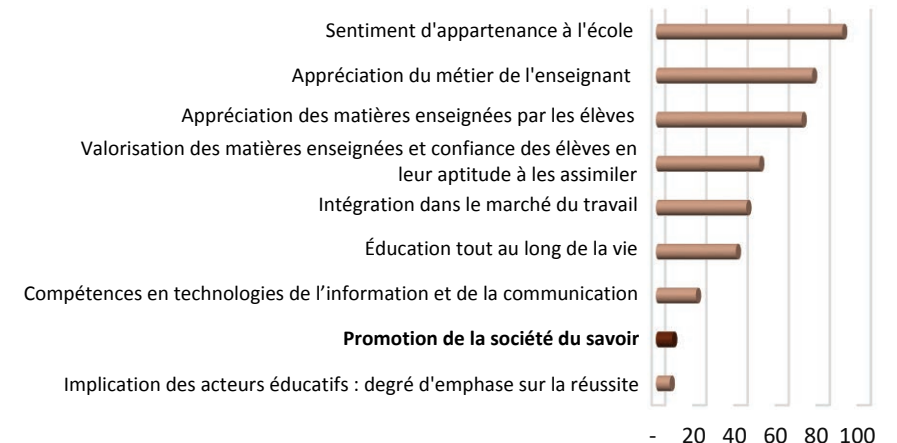 Sentiment d'appartenance à l'école
Appréciation du métier de l'enseignant
Appréciation des matières enseignées par les élèves
Valorisation des matières enseignées et confiance des élèves en
leur aptitude à les assimiler
Intégration dans le marché du travail
Éducation tout au long de la vie
Compétences en technologies de l’information et de la communication
Promotion de la société du savoir
Implication des acteurs éducatifs : degré d'emphase sur la réussite
- 20 40 60 80 100